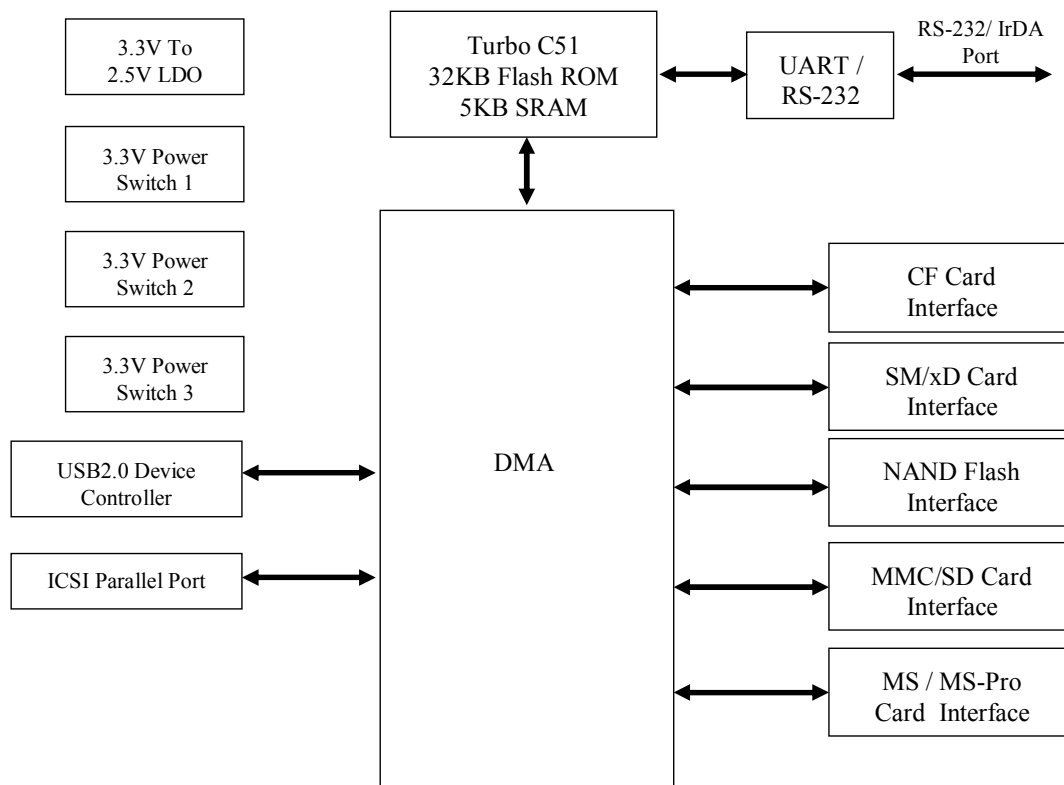 3.3V To
2.5V LDO
Turbo C51
32KB Flash ROM
5KB SRAM
UART /
RS-232
RS-232/ IrDA
Port
3.3V Power
Switch 1
3.3V Power
Switch 2
3.3V Power
Switch 3
USB2.0 Device
Controller
ICSI Parallel Port
DMA
CF Card
Interface
SM/xD Card
Interface
NAND Flash
Interface
MMC/SD Card
Interface
MS / MS-Pro
Card Interface